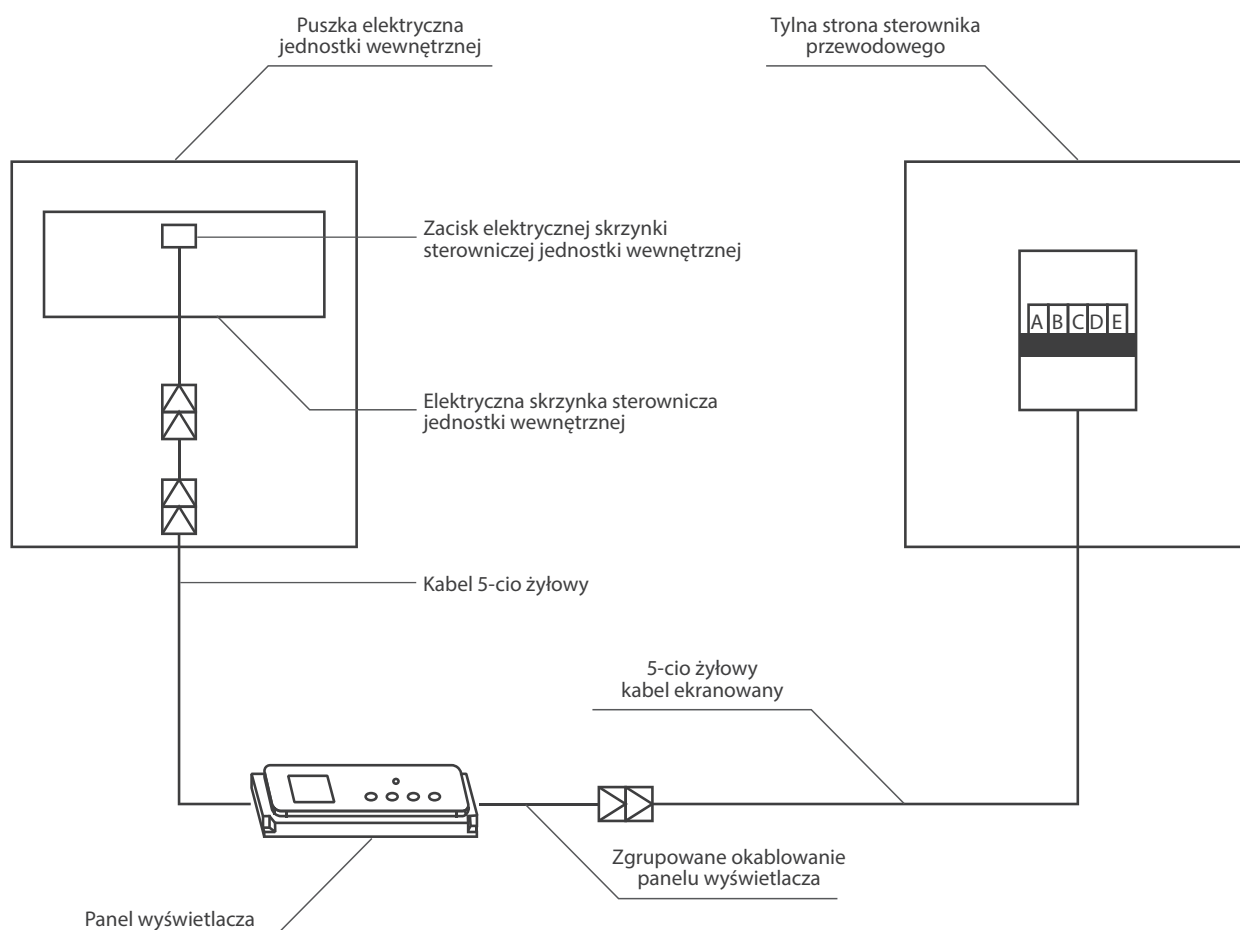 Puszka elektryczna
jednostki wewnętrznej
Tylna strona sterownika
przewodowego
Zacisk elektrycznej skrzynki
sterowniczej jednostki wewnętrznej
A B C D E
Elektryczna skrzynka sterownicza
jednostki wewnętrznej
Kabel 5-cio żyłowy
5-cio żyłowy
kabel ekranowany
Zgrupowane okablowanie
panelu wyświetlacza
Panel wyświetlacza